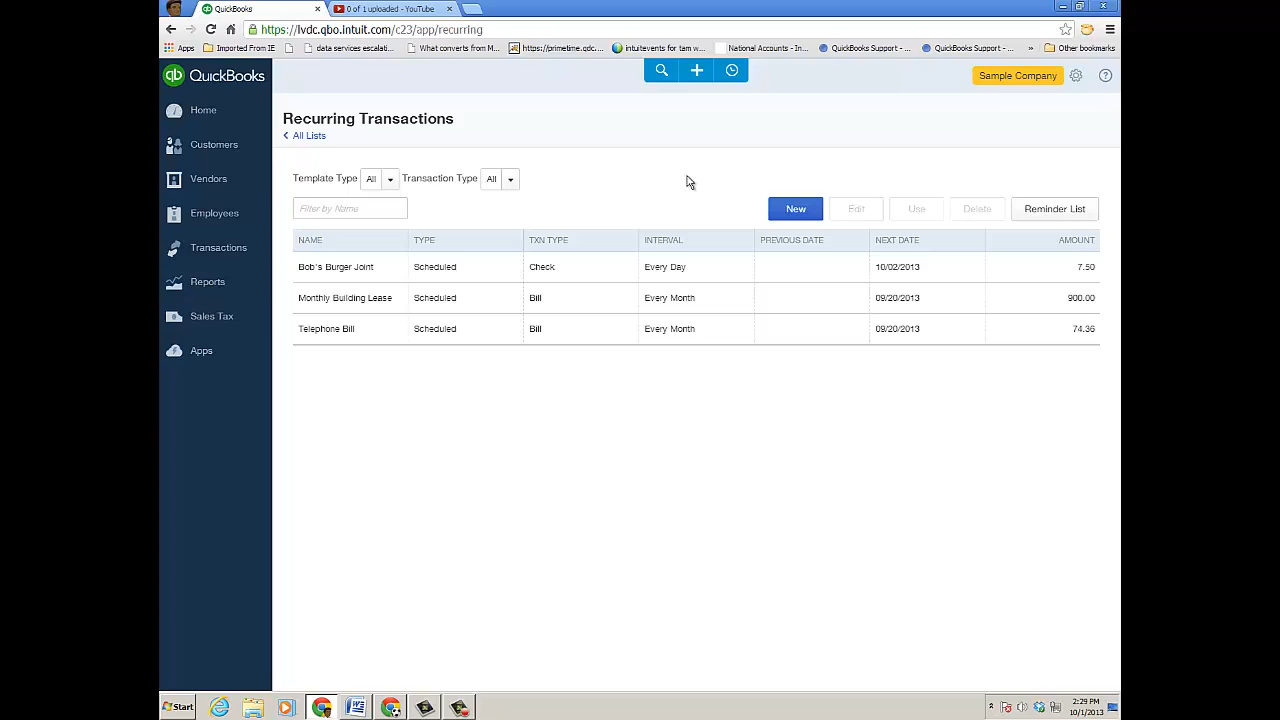 QuickBooks
0 of 1 uploaded - YouTube
https://lvdc.qbo.intuit.com/c23/app/recurring
Apps
Imported From IE
data services escalati...
What converts from M...
https://primetime.qdc....
intuitevents for tam w...
National Accounts - In...
QuickBooks Support - ...
QuickBooks Support - ...
Other bookmarks
qb QuickBooks
Sample Company
Home
Customers
Vendors
Employees
Transactions
Reports
Sales Tax
Apps
Recurring Transactions
All Lists
Template Type All Transaction Type All
Filter by Name
New Edit Use Delete Reminder List
NAME TYPE TXN TYPE INTERVAL PREVIOUS DATE NEXT DATE AMOUNT
Bob's Burger Joint Scheduled Check Every Day 10/02/2013 7.50
Monthly Building Lease Scheduled Bill Every Month 09/20/2013 900.00
Telephone Bill Scheduled Bill Every Month 09/20/2013 74.36
Start
2:29 PM
10/1/2013